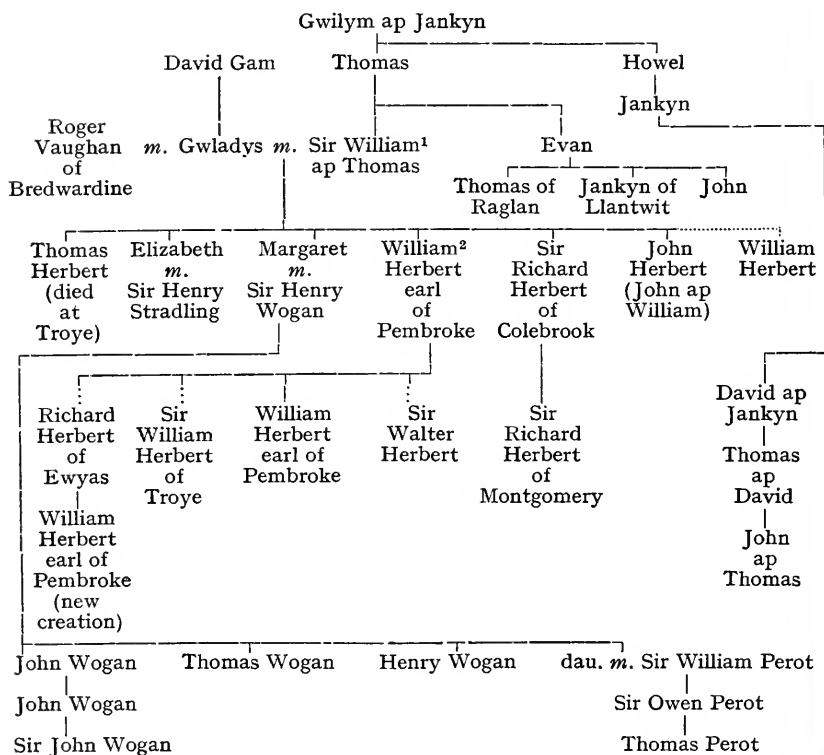 Gwilym ap Jankyn
David Gam Thomas Howel
Jankyn
Roger
Vaughan
of
Bredwardine
m. Gwladys m. Sir William¹
ap Thomas
Evan
Thomas of
Raglan
Jankyn of
Llantwit
John
Thomas
Herbert
(died
at
Troye)
Elizabeth
m.
Sir Henry
Stradling
Margaret
m.
Sir Henry
Wogan
William²
Herbert
earl
of
Pembroke
Sir
Richard
Herbert
of
Colebrook
John
Herbert
(John ap
William)
William
Herbert
Richard
Herbert
of
Ewyas
Sir
William
Herbert
of
Troye
William
Herbert
earl of
Pembroke
Sir
Walter
Herbert
Sir
Richard
Herbert
of
Montgomery
David ap
Jankyn
Thomas
ap
David
John
ap
Thomas
William
Herbert
earl of
Pembroke
(new
creation)
John Wogan Thomas Wogan Henry Wogan dau. m. Sir William Perot
John Wogan Sir Owen Perot
Sir John Wogan Thomas Perot